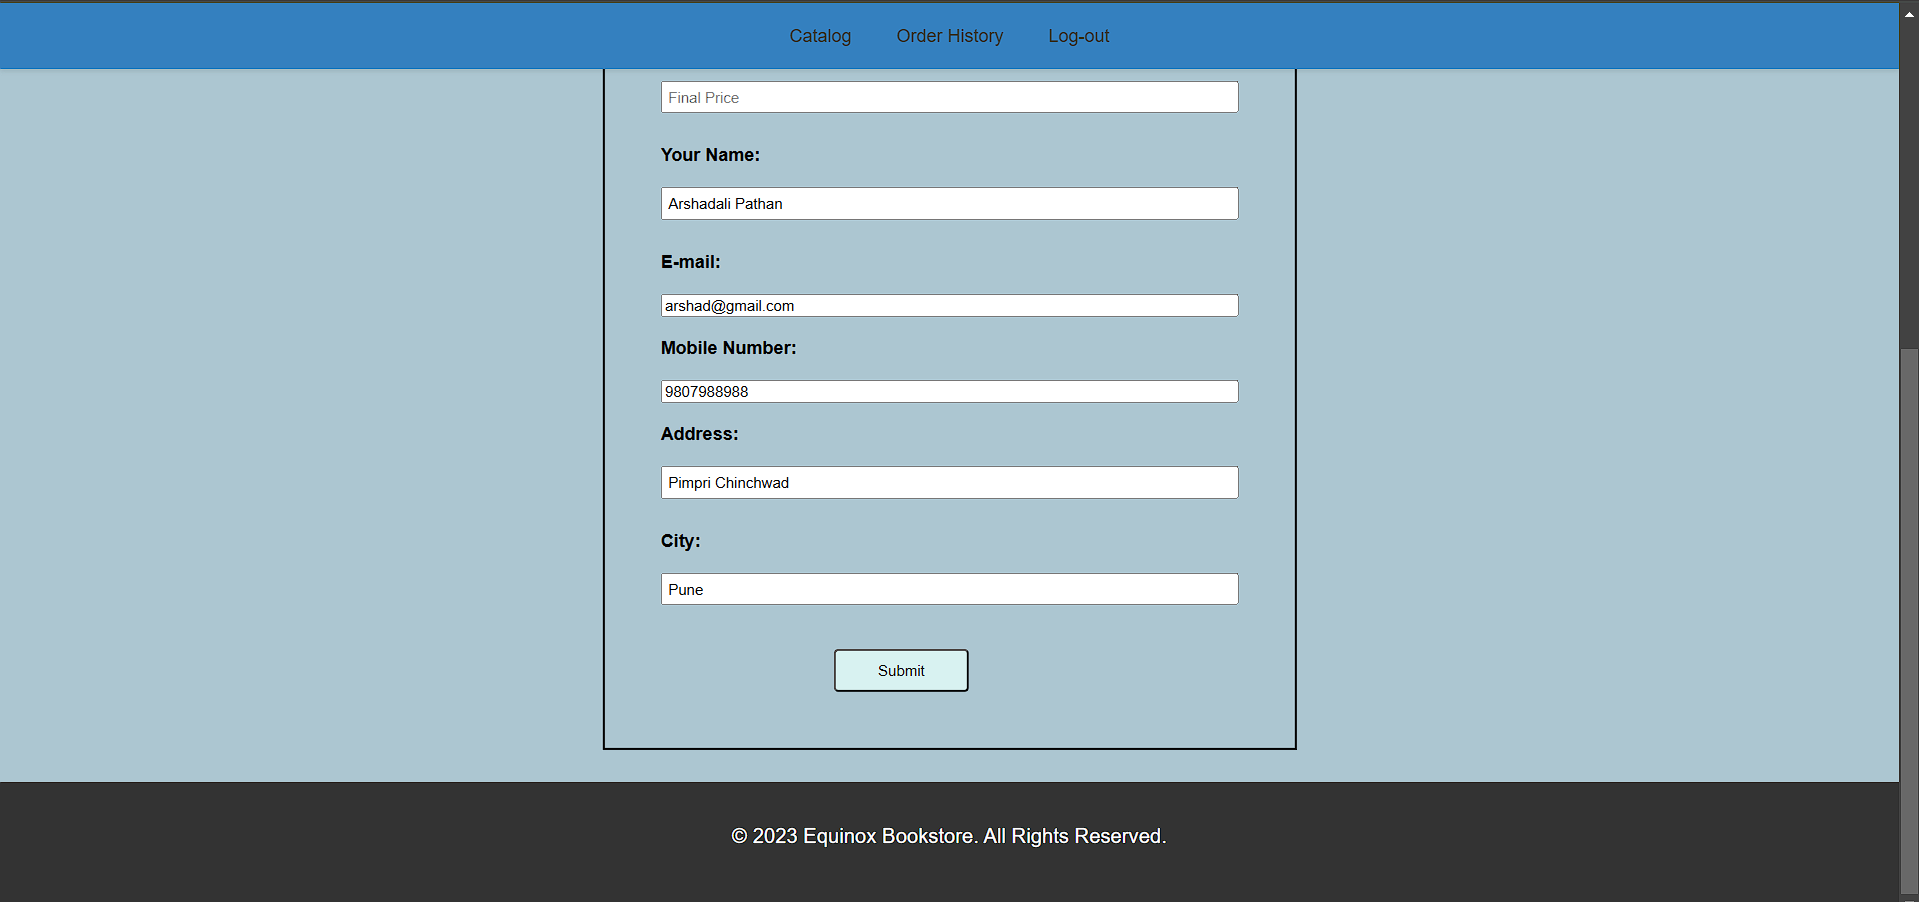 Catalog Order History Log-out
Final Price
Your Name:
Arshadali Pathan
E-mail:
arshad@gmail.com
Mobile Number:
9807988988
Address:
Pimpri Chinchwad
City:
Pune
Submit
© 2023 Equinox Bookstore. All Rights Reserved.